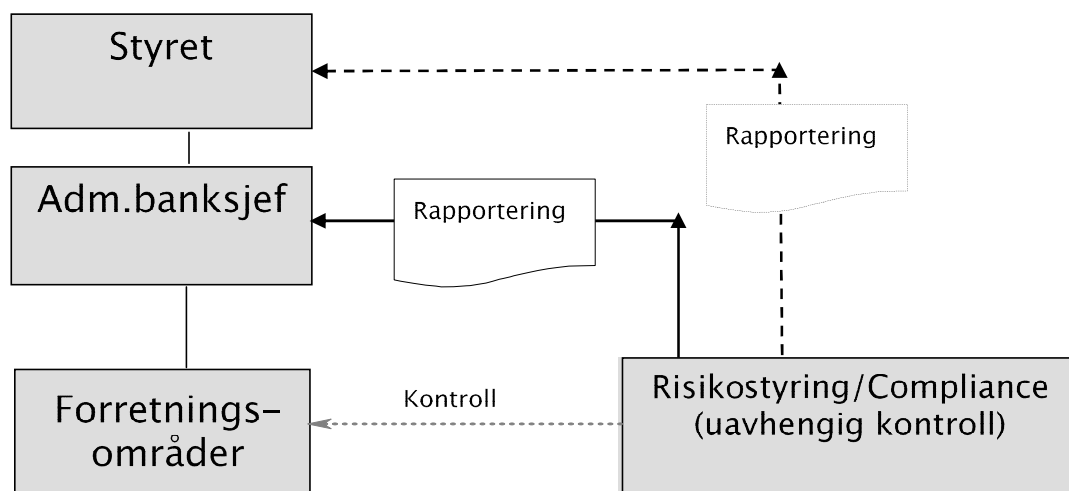 Styret
Rapportering
Adm.banksjef
Rapportering
Forretnings-
områder
Kontroll
Risikostyring/Compliance
(uavhengig kontroll)